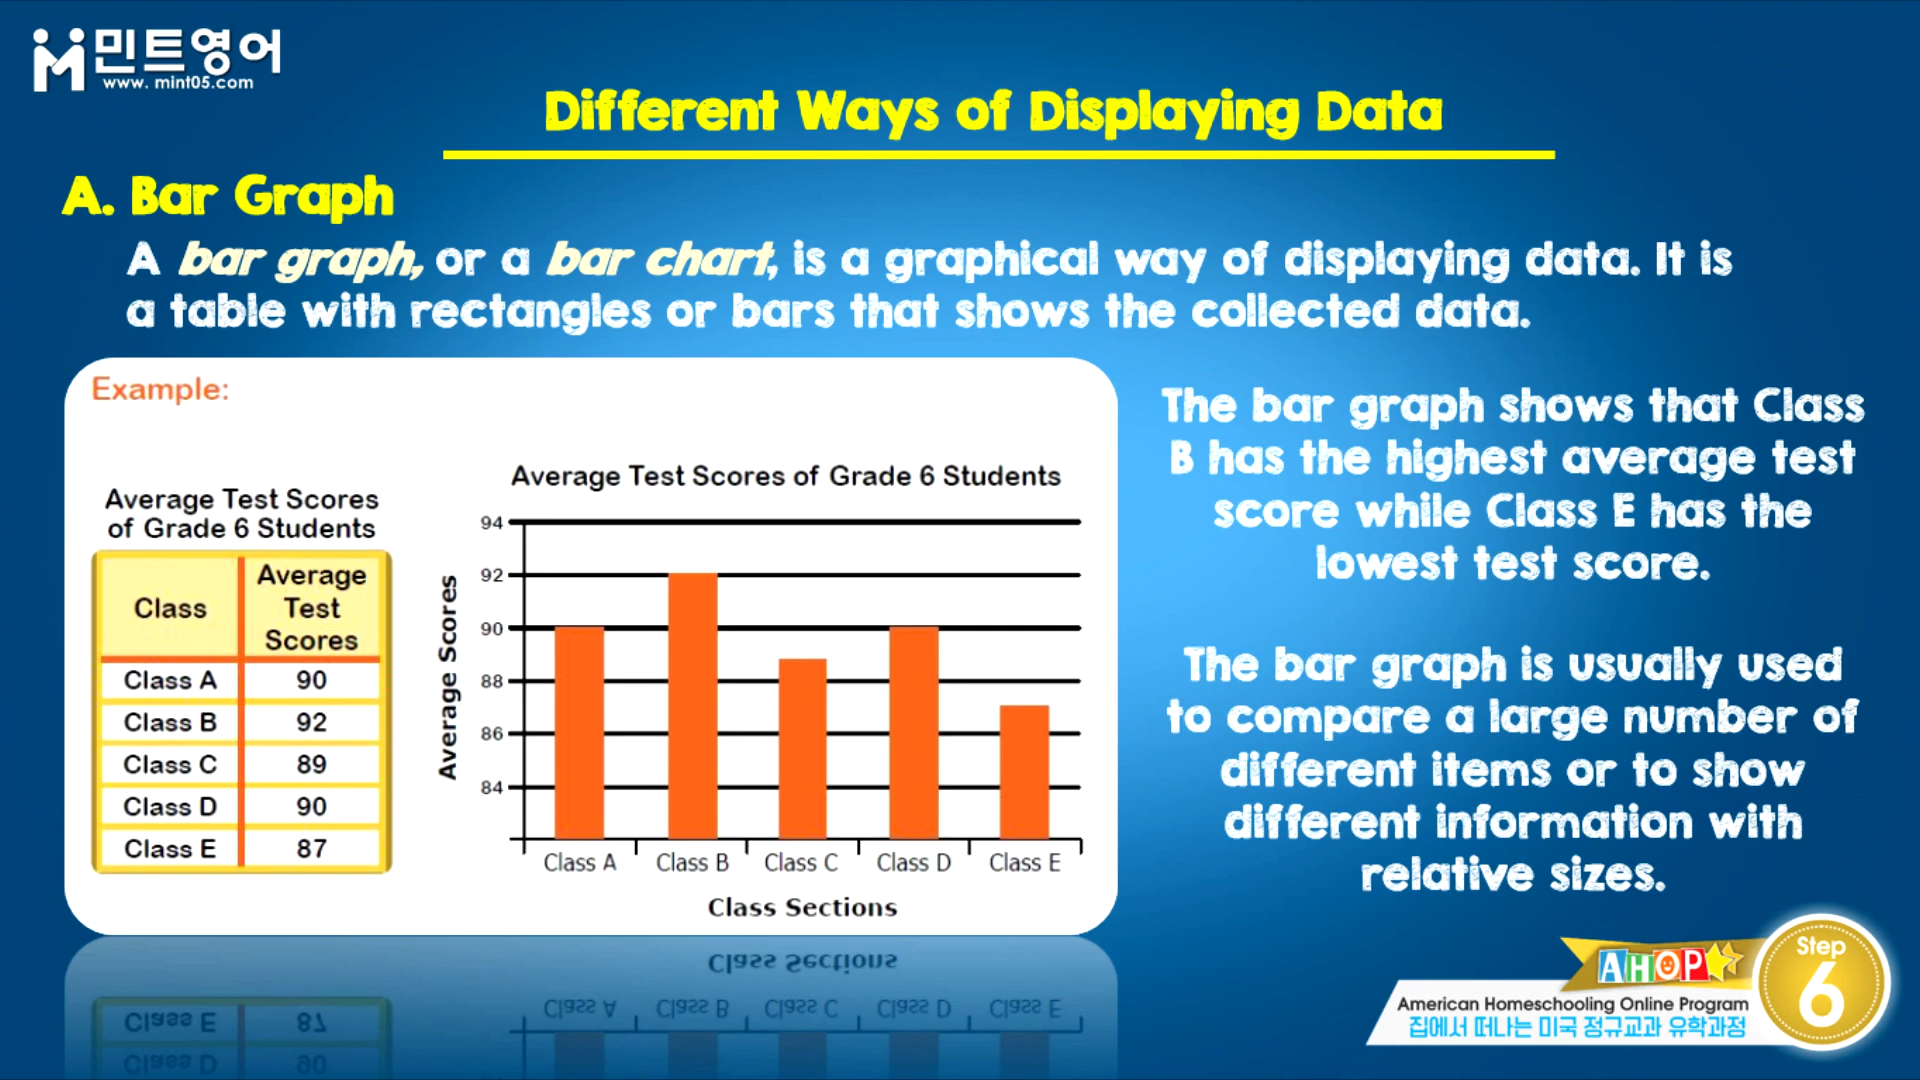 민트영어
www. mint05.com
Different Ways of Displaying Data
A. Bar Graph
A bar graph, or a bar chart, is a graphical way of displaying data. It is
a table with rectangles or bars that shows the collected data.
Example:
Average Test Scores
of Grade 6 Students
Class
Average
Test
Scores
Class A 90
Class B 92
Class C 89
Class D 90
Class E 87
Average Test Scores of Grade 6 Students
Average Scores
94
92
90
88
86
84
Class A Class B Class C Class D Class E
Class Sections
The bar graph shows that Class
B has the highest average test
score while Class E has the
lowest test score.
The bar graph is usually used
to compare a large number of
different items or to show
different information with
relative sizes.
AHOP
American Homeschooling Online Program
집에서 떠나는 미국 정규교과 유학과정
Step
6